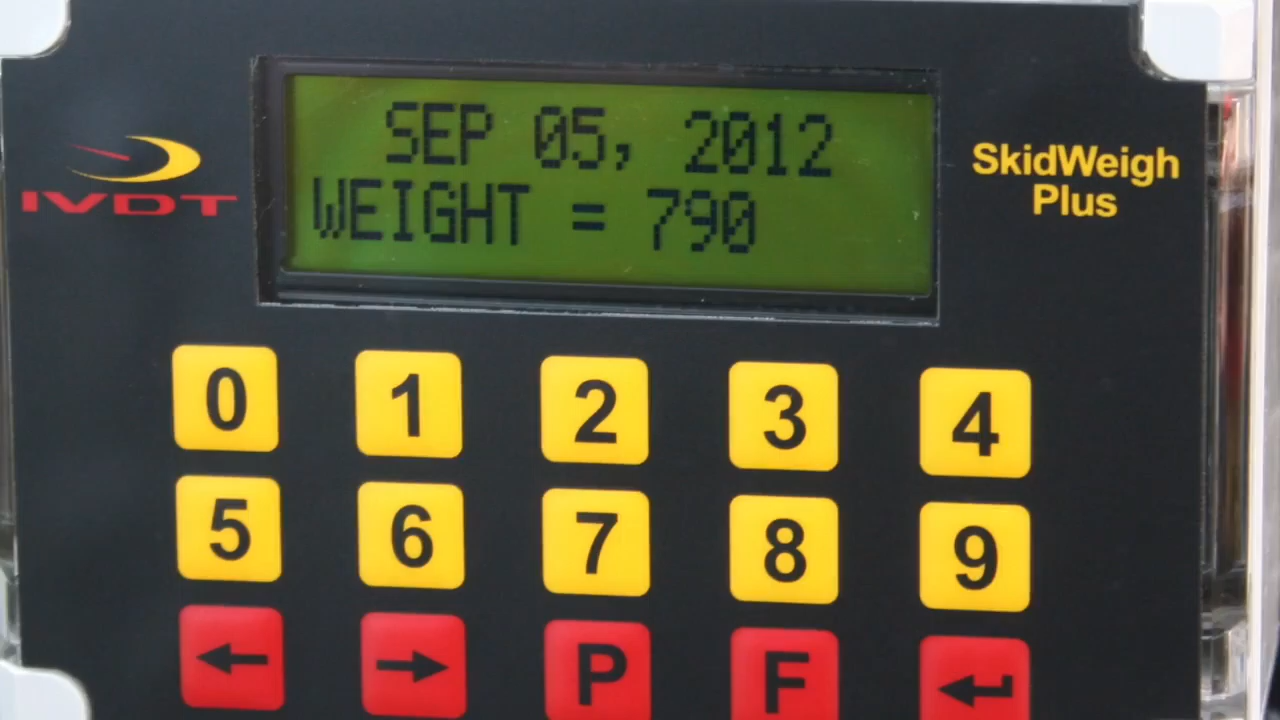 SEP 05, 2012
WEIGHT = 790
IVDT
SkidWeigh
Plus
0 1 2 3 4
5 6 7 8 9
← → P F ↵